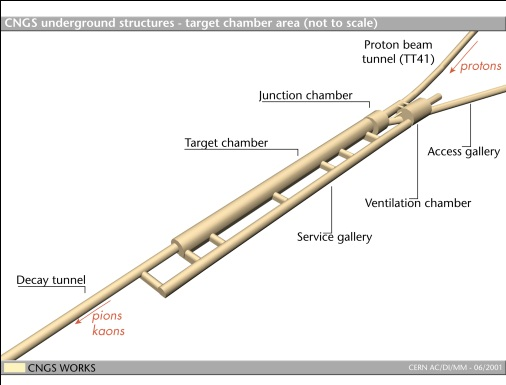 CNGS underground structures - target chamber area (not to scale)
Proton beam
tunnel (TT41)
protons
Junction chamber
Target chamber
Access gallery
Ventilation chamber
Service gallery
Decay tunnel
pions
kaons
CNGS WORKS
CERN AC/DI/MM - 06/2001